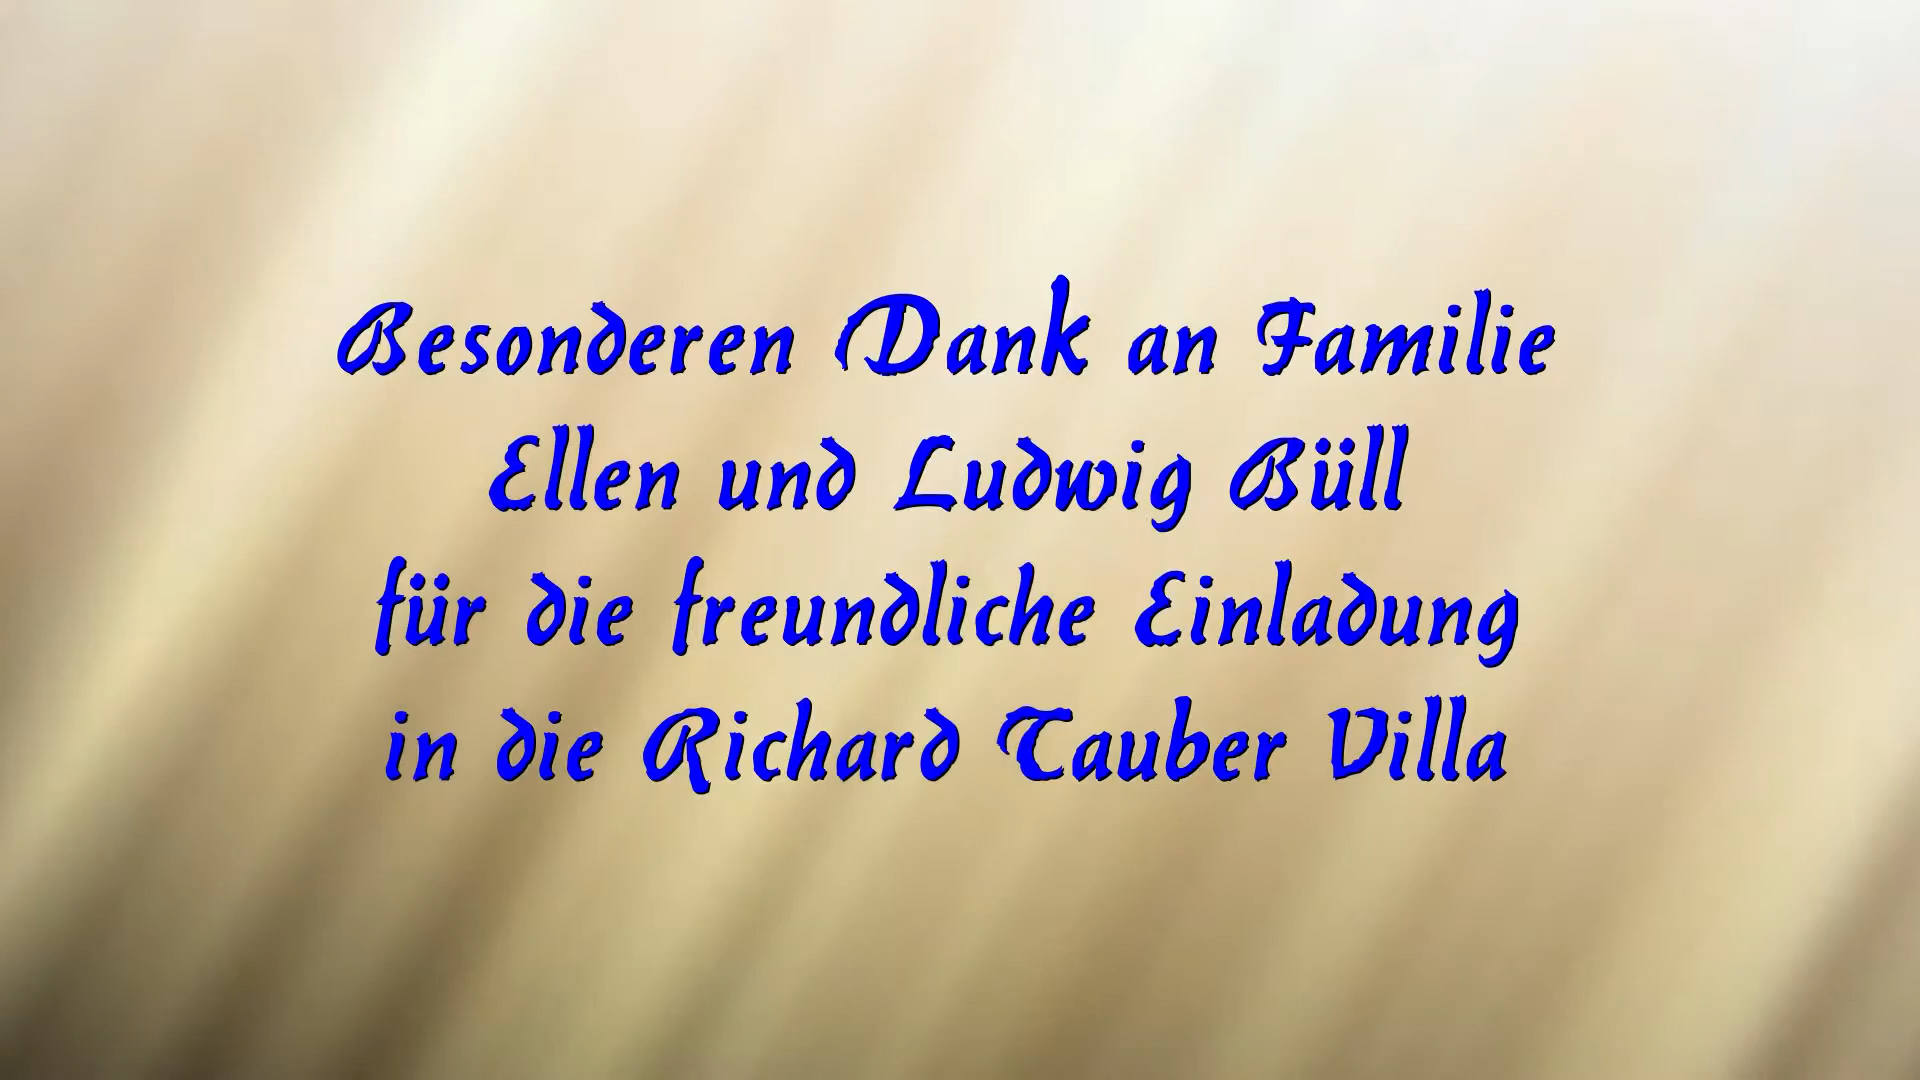 Besonderen Dank an Familie
Ellen und Ludwig Büll
für die freundliche Einladung
in die Richard Tauber Villa